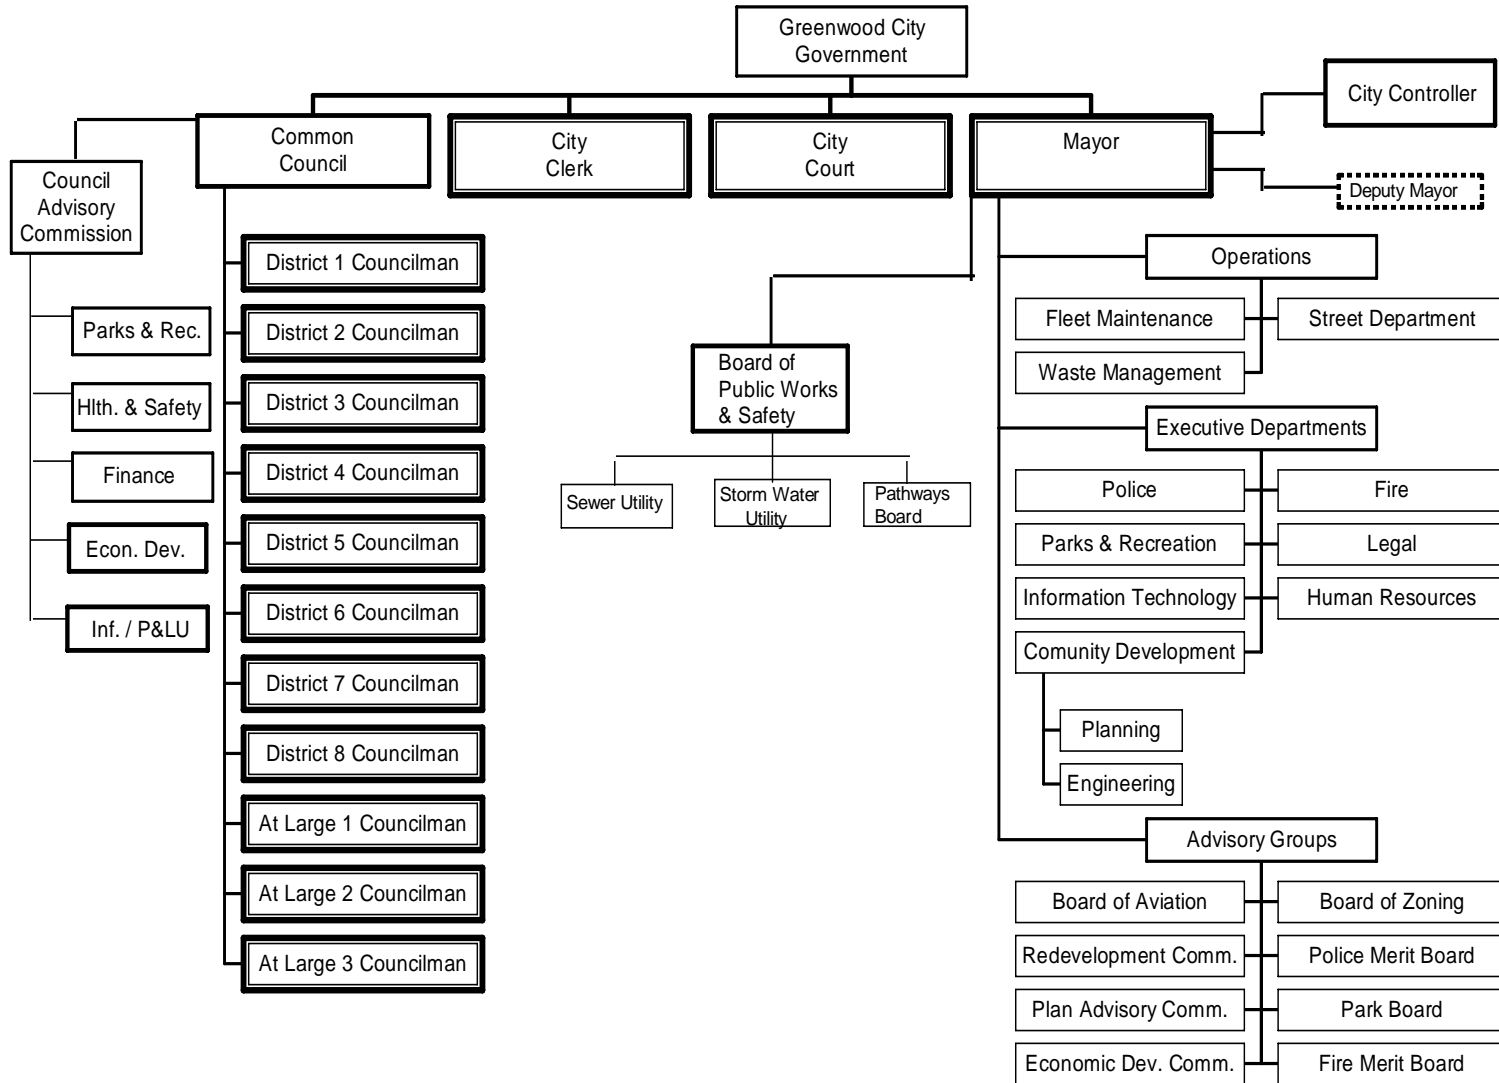 Greenwood City
Government
City Controller
Common
Council
City
Clerk
City
Court
Mayor
Deputy Mayor
Council
Advisory
Commission
Parks & Rec.
Hlth. & Safety
Finance
Econ. Dev.
Inf. / P&LU
District 1 Councilman
District 2 Councilman
District 3 Councilman
District 4 Councilman
District 5 Councilman
District 6 Councilman
District 7 Councilman
District 8 Councilman
At Large 1 Councilman
At Large 2 Councilman
At Large 3 Councilman
Board of
Public Works
& Safety
Sewer Utility
Storm Water
Utility
Pathways
Board
Operations
Fleet Maintenance
Street Department
Waste Management
Executive Departments
Police
Fire
Parks & Recreation
Legal
Information Technology
Human Resources
Comunity Development
Planning
Engineering
Advisory Groups
Board of Aviation
Board of Zoning
Redevelopment Comm.
Police Merit Board
Plan Advisory Comm.
Park Board
Economic Dev. Comm.
Fire Merit Board